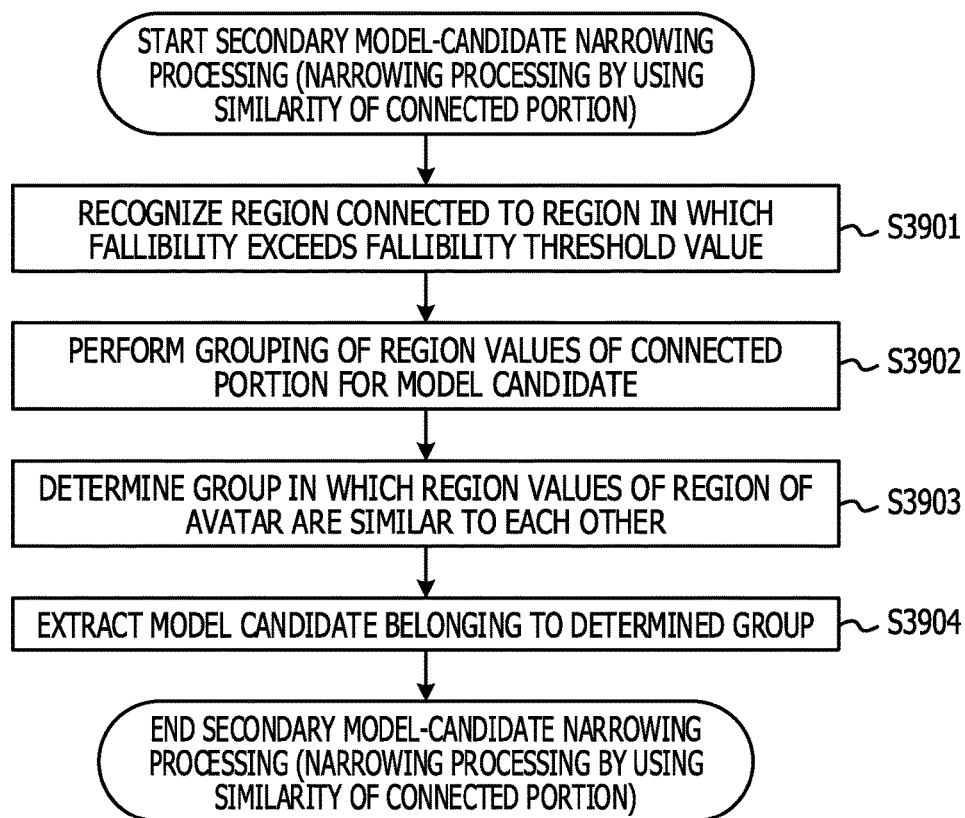 START SECONDARY MODEL-CANDIDATE NARROWING
PROCESSING (NARROWING PROCESSING BY USING
SIMILARITY OF CONNECTED PORTION)
RECOGNIZE REGION CONNECTED TO REGION IN WHICH
FALLIBILITY EXCEEDS FALLIBILITY THRESHOLD VALUE
S3901
PERFORM GROUPING OF REGION VALUES OF CONNECTED
PORTION FOR MODEL CANDIDATE
S3902
DETERMINE GROUP IN WHICH REGION VALUES OF REGION OF
AVATAR ARE SIMILAR TO EACH OTHER
S3903
EXTRACT MODEL CANDIDATE BELONGING TO DETERMINED GROUP
S3904
END SECONDARY MODEL-CANDIDATE NARROWING
PROCESSING (NARROWING PROCESSING BY USING
SIMILARITY OF CONNECTED PORTION)